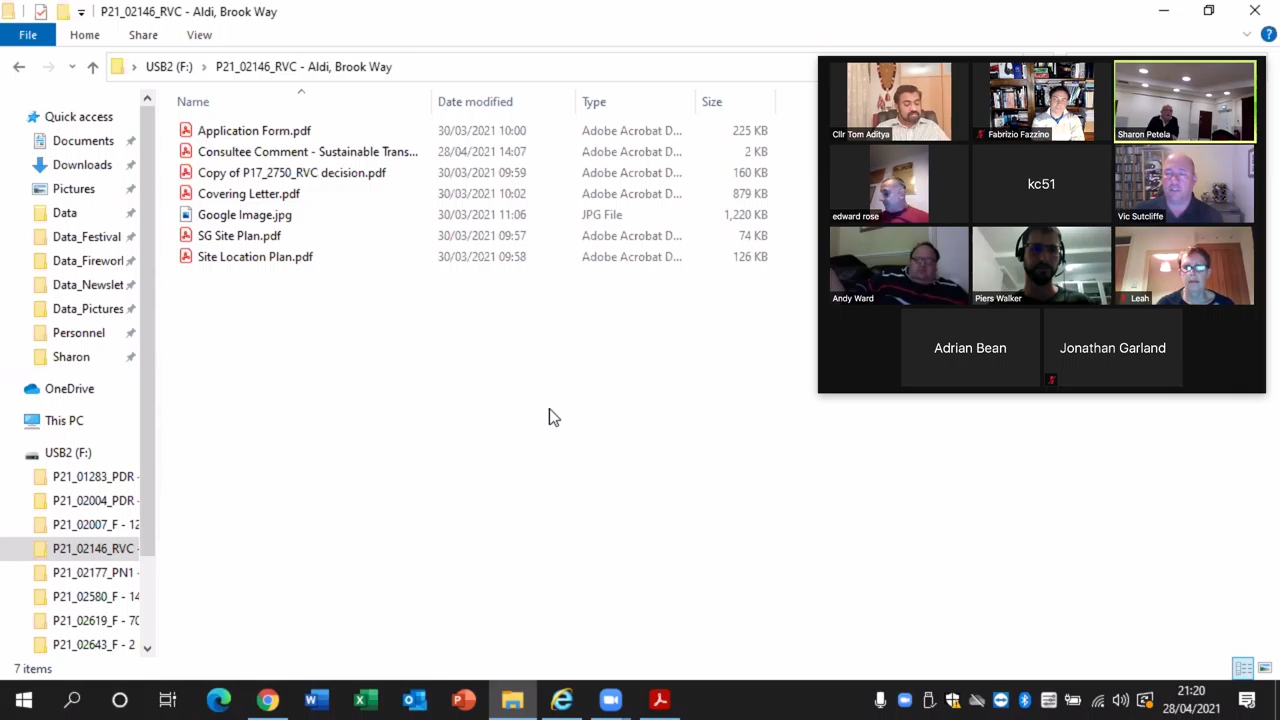 P21_02146_RVC - Aldi, Brook Way
File Home Share View
USB2 (F:) P21_02146_RVC - Aldi, Brook Way
Name Date modified Type Size
Quick access
Documents
Downloads
Pictures
Data
Data_Festival
Data_Firewor
Data_Newslet
Data_Pictures
Personnel
Sharon
OneDrive
This PC
USB2 (F:)
P21_01283_PDR -
P21_02004_PDR -
P21_02007_F - 12
P21_02146_RVC -
P21_02177_PN1 -
P21_02580_F - 14
P21_02619_F - 70
P21_02643_F - 2
Application Form.pdf 30/03/2021 10:00 Adobe Acrobat D... 225 KB
Consultee Comment - Sustainable Trans... 28/04/2021 14:07 Adobe Acrobat D... 2 KB
Copy of P17_2750_RVC decision.pdf 30/03/2021 09:59 Adobe Acrobat D... 160 KB
Covering Letter.pdf 30/03/2021 10:02 Adobe Acrobat D... 879 KB
Google Image.jpg 30/03/2021 11:06 JPG File 1,220 KB
SG Site Plan.pdf 30/03/2021 09:57 Adobe Acrobat D... 74 KB
Site Location Plan.pdf 30/03/2021 09:58 Adobe Acrobat D... 126 KB
Cllr Tom Aditya
Fabrizio Fazzino
Sharon Petela
edward rose
kc51
Vic Sutcliffe
Andy Ward
Piers Walker
Leah
Adrian Bean
Jonathan Garland
7 items
21:20
28/04/2021